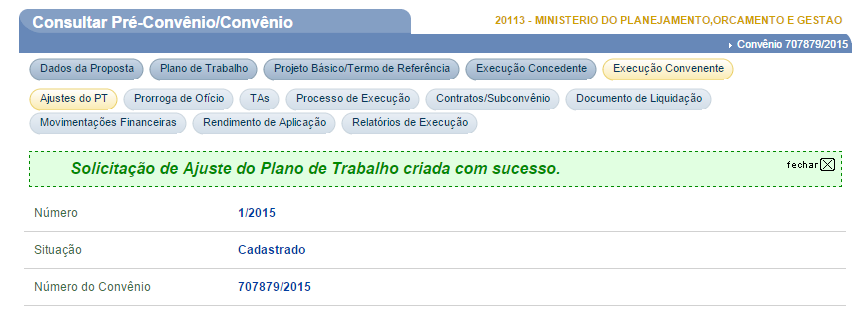 Consultar Pré-Convênio/Convênio
20113 - MINISTERIO DO PLANEJAMENTO,ORCAMENTO E GESTAO
Convênio 707879/2015
Dados da Proposta Plano de Trabalho Projeto Básico/Termo de Referência Execução Concedente Execução Convenente
Ajustes do PT Prorroga de Ofício TAs Processo de Execução Contratos/Subconvênio Documento de Liquidação
Movimentações Financeiras Rendimento de Aplicação Relatórios de Execução
Solicitação de Ajuste do Plano de Trabalho criada com sucesso. fechar
Número 1/2015
Situação Cadastrado
Número do Convênio 707879/2015